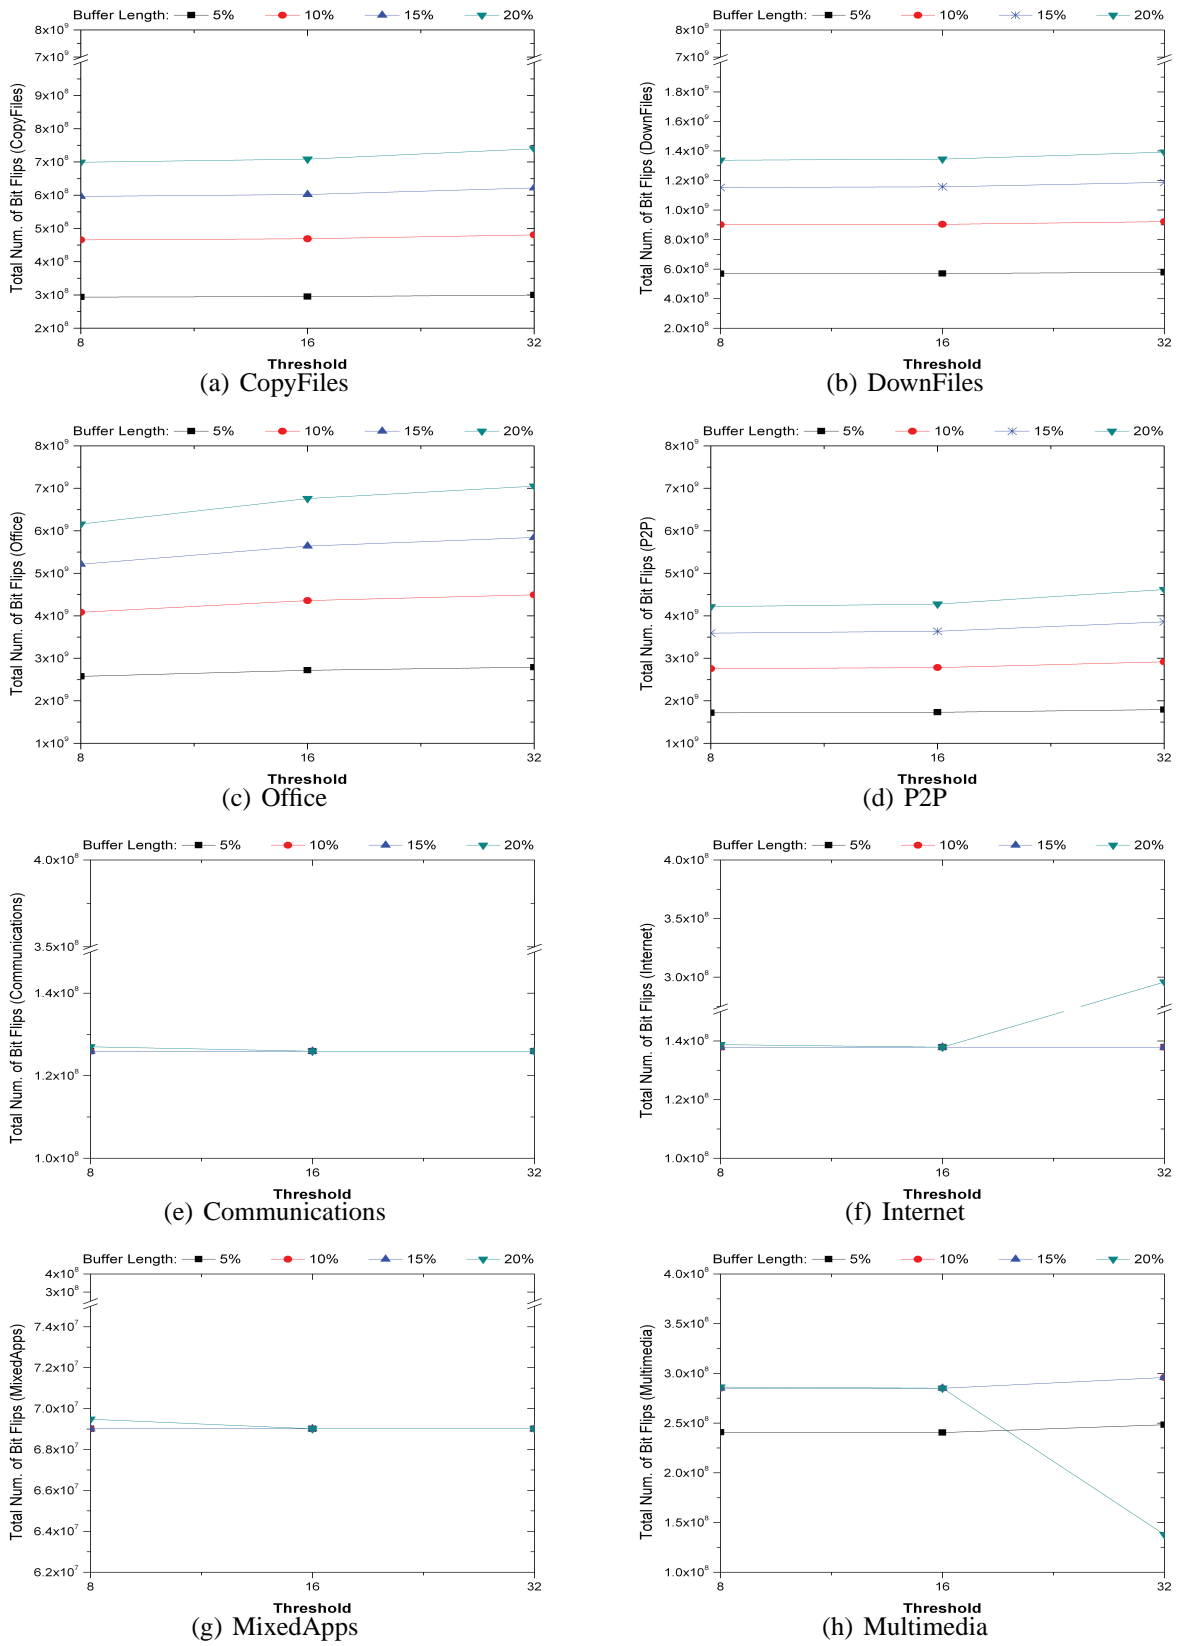 Buffer Length: 5% 10% 15% 20%
8x10⁹
7x10⁹
9x10⁸
8x10⁸
7x10⁸
6x10⁸
5x10⁸
4x10⁸
3x10⁸
2x10⁸
Total Num. of Bit Flips (CopyFiles)
8 16 32
Threshold
(a) CopyFiles
Buffer Length: 5% 10% 15% 20%
8x10⁹
7x10⁹
1.8x10⁹
1.6x10⁹
1.4x10⁹
1.2x10⁹
1.0x10⁹
8.0x10⁸
6.0x10⁸
4.0x10⁸
2.0x10⁸
Total Num. of Bit Flips (DownFiles)
8 16 32
Threshold
(b) DownFiles
Buffer Length: 5% 10% 15% 20%
8x10⁹
7x10⁹
6x10⁹
5x10⁹
4x10⁹
3x10⁹
2x10⁹
1x10⁹
Total Num. of Bit Flips (Office)
8 16 32
Threshold
(c) Office
Buffer Length: 5% 10% 15% 20%
8x10⁹
7x10⁹
6x10⁹
5x10⁹
4x10⁹
3x10⁹
2x10⁹
1x10⁹
Total Num. of Bit Flips (P2P)
8 16 32
Threshold
(d) P2P
Buffer Length: 5% 10% 15% 20%
4.0x10⁸
3.5x10⁸
1.4x10⁸
1.2x10⁸
1.0x10⁸
Total Num. of Bit Flips (Communications)
8 16 32
Threshold
(e) Communications
Buffer Length: 5% 10% 15% 20%
4.0x10⁸
3.5x10⁸
3.0x10⁸
1.4x10⁸
1.2x10⁸
1.0x10⁸
Total Num. of Bit Flips (Internet)
8 16 32
Threshold
(f) Internet
Buffer Length: 5% 10% 15% 20%
4x10⁸
3x10⁸
7.4x10⁷
7.2x10⁷
7.0x10⁷
6.8x10⁷
6.6x10⁷
6.4x10⁷
6.2x10⁷
Total Num. of Bit Flips (MixedApps)
8 16 32
Threshold
(g) MixedApps
Buffer Length: 5% 10% 15% 20%
4.0x10⁸
3.5x10⁸
3.0x10⁸
2.5x10⁸
2.0x10⁸
1.5x10⁸
1.0x10⁸
Total Num. of Bit Flips (Multimedia)
8 16 32
Threshold
(h) Multimedia